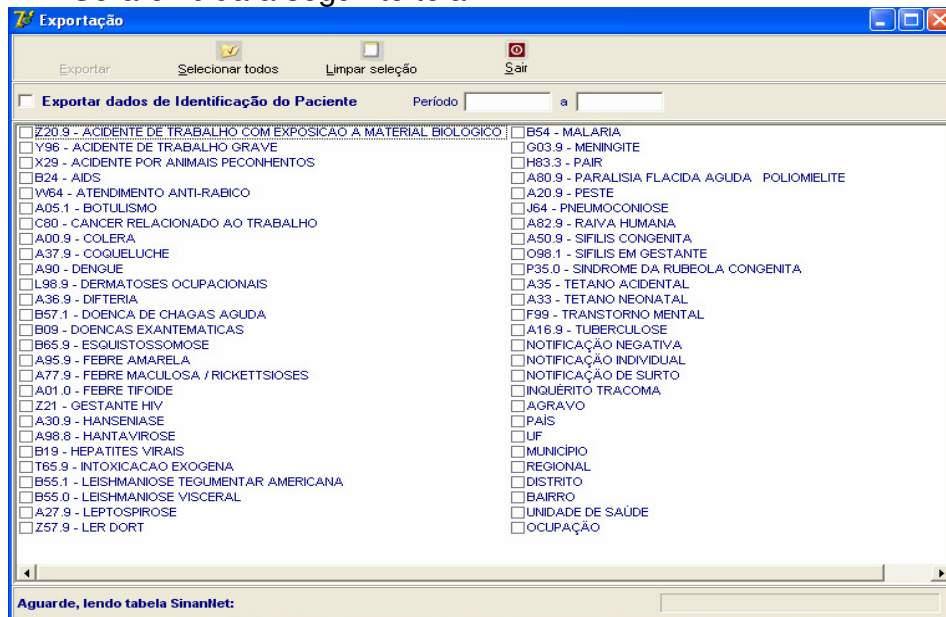 Exportação
Exportar
Selecionar todos
Limpar seleção
Sair
Exportar dados de Identificação do Paciente Período a
Z20.9 - ACIDENTE DE TRABALHO COM EXPOSICAO A MATERIAL BIOLOGICO
Y96 - ACIDENTE DE TRABALHO GRAVE
X29 - ACIDENTE POR ANIMAIS PECONHENTOS
B24 - AIDS
W64 - ATENDIMENTO ANTI-RABICO
A05.1 - BOTULISMO
C80 - CANCER RELACIONADO AO TRABALHO
A00.9 - COLERA
A37.9 - COQUELUCHE
A90 - DENGUE
L98.9 - DERMATOSES OCUPACIONAIS
A36.9 - DIFTERIA
B57.1 - DOENCA DE CHAGAS AGUDA
B09 - DOENCAS EXANTEMATICAS
B65.9 - ESQUISTOSSOMOSE
A95.9 - FEBRE AMARELA
A77.9 - FEBRE MACULOSA / RICKETTSIOSES
A01.0 - FEBRE TIFOIDE
Z21 - GESTANTE HIV
A30.9 - HANSENIASE
A98.8 - HANTAVIROSE
B19 - HEPATITES VIRAIS
T65.9 - INTOXICACAO EXOGENA
B55.1 - LEISHMANIOSE TEGUMENTAR AMERICANA
B55.0 - LEISHMANIOSE VISCERAL
A27.9 - LEPTOSPIROSE
Z57.9 - LER DORT
B54 - MALARIA
G03.9 - MENINGITE
H83.3 - PAIR
A80.9 - PARALISIA FLACIDA AGUDA POLIOMIELITE
A20.9 - PESTE
J64 - PNEUMOCONIOSE
A82.9 - RAIVA HUMANA
A50.9 - SIFILIS CONGENITA
O98.1 - SIFILIS EM GESTANTE
P35.0 - SINDROME DA RUBEOLA CONGENITA
A35 - TETANO ACIDENTAL
A33 - TETANO NEONATAL
F99 - TRANSTORNO MENTAL
A16.9 - TUBERCULOSE
NOTIFICAÇÃO NEGATIVA
NOTIFICAÇÃO INDIVIDUAL
NOTIFICAÇÃO DE SURTO
INQUÉRITO TRACOMA
AGRAVO
PAÍS
UF
MUNICÍPIO
REGIONAL
DISTRITO
BAIRRO
UNIDADE DE SAÚDE
OCUPAÇÃO
Aguarde, lendo tabela SinanNet: